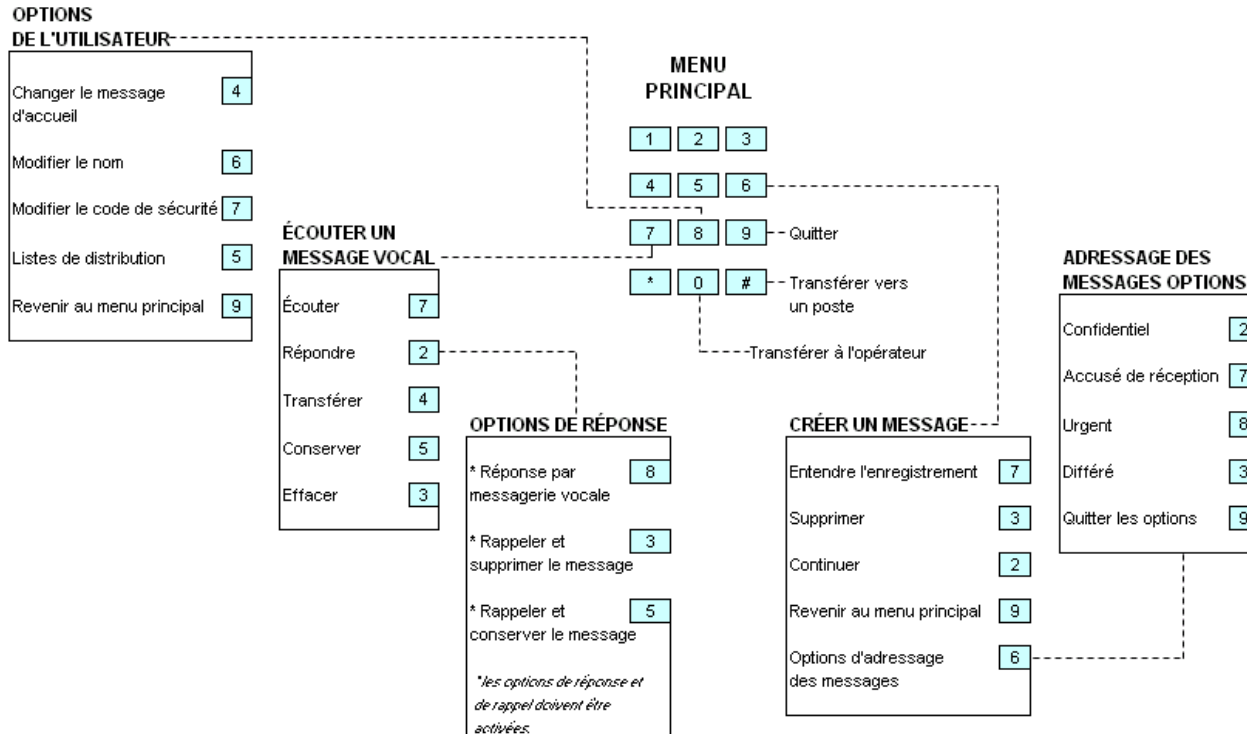 OPTIONS
DE L'UTILISATEUR
Changer le message 4
d'accueil
Modifier le nom 6
Modifier le code de sécurité 7
Listes de distribution 5
Revenir au menu principal 9
MENU
PRINCIPAL
1 2 3
4 5 6
7 8 9 Quitter
* 0 # Transférer vers
un poste
Transférer à l'opérateur
ÉCOUTER UN
MESSAGE VOCAL
Écouter 7
Répondre 2
Transférer 4
Conserver 5
Effacer 3
OPTIONS DE RÉPONSE
* Réponse par 8
messagerie vocale
* Rappeler et 3
supprimer le message
* Rappeler et 5
conserver le message
*les options de réponse et
de rappel doivent être
activées.
CRÉER UN MESSAGE
Entendre l'enregistrement 7
Supprimer 3
Continuer 2
Revenir au menu principal 9
Options d'adressage 6
des messages
ADRESSAGE DES
MESSAGES OPTIONS
Confidentiel 2
Accusé de réception 7
Urgent 8
Différé 3
Quitter les options 9